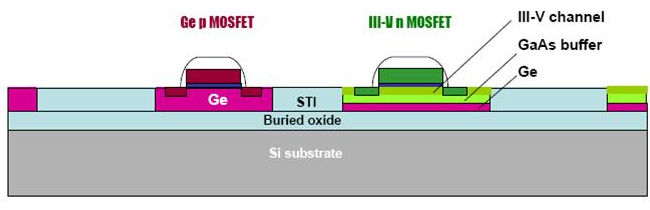 Ge p MOSFET
III-V n MOSFET
III-V channel
GaAs buffer
Ge
Ge
STI
Buried oxide
Si substrate